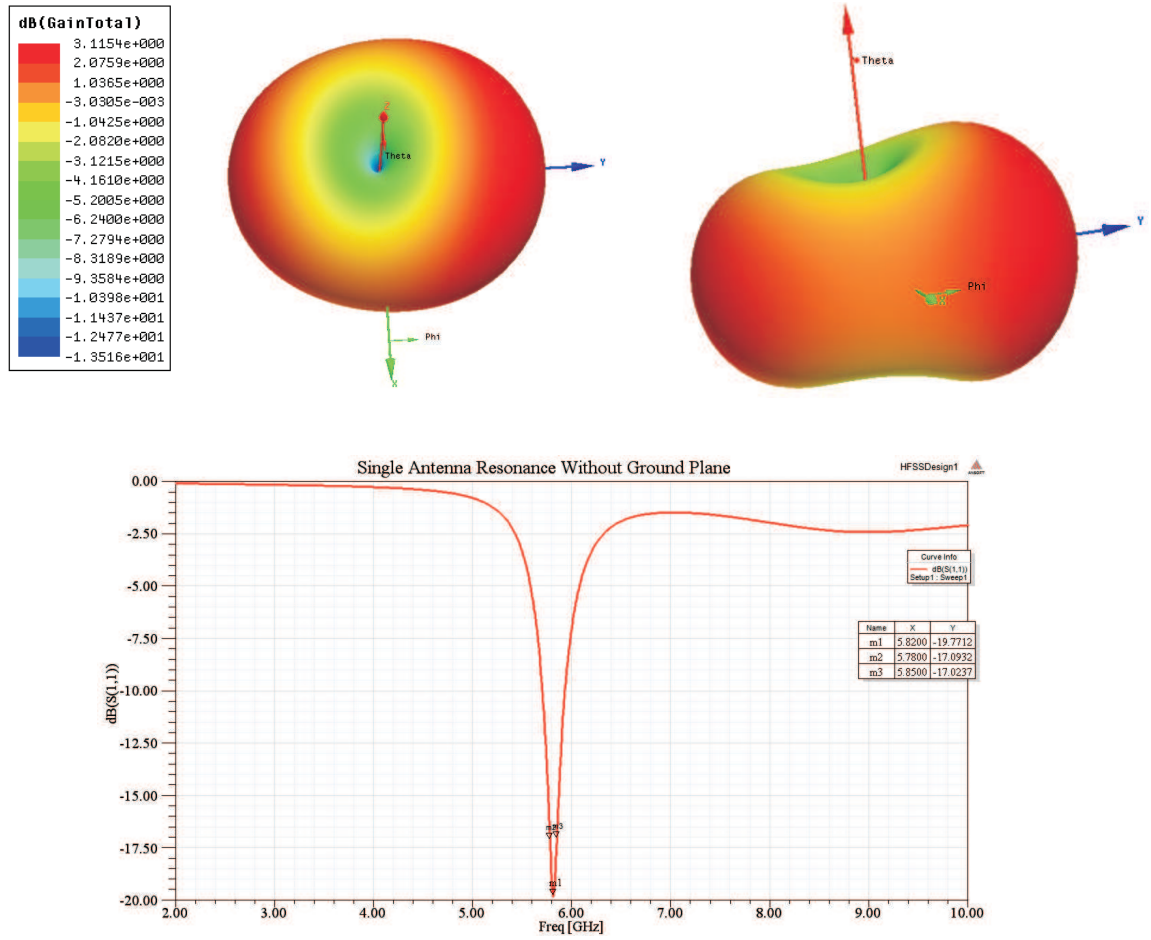 dB(GainTotal)
3.1154e+000
2.0759e+000
1.0365e+000
-3.0305e-003
-1.0425e+000
-2.0820e+000
-3.1215e+000
-4.1610e+000
-5.2005e+000
-6.2400e+000
-7.2794e+000
-8.3189e+000
-9.3584e+000
-1.0398e+001
-1.1437e+001
-1.2477e+001
-1.3516e+001
Z
Theta
Y
Phi
X
Theta
Y
Phi
X
Single Antenna Resonance Without Ground Plane
HFSSDesign1
ANSOFT
dB(S(1,1))
0.00
-2.50
-5.00
-7.50
-10.00
-12.50
-15.00
-17.50
-20.00
Curve Info
dB(S(1,1))
Setup1 : Sweep1
Name X Y
m1 5.8200 -19.7712
m2 5.7800 -17.0932
m3 5.8500 -17.0237
m1
2.00 3.00 4.00 5.00 6.00 7.00 8.00 9.00 10.00
Freq [GHz]